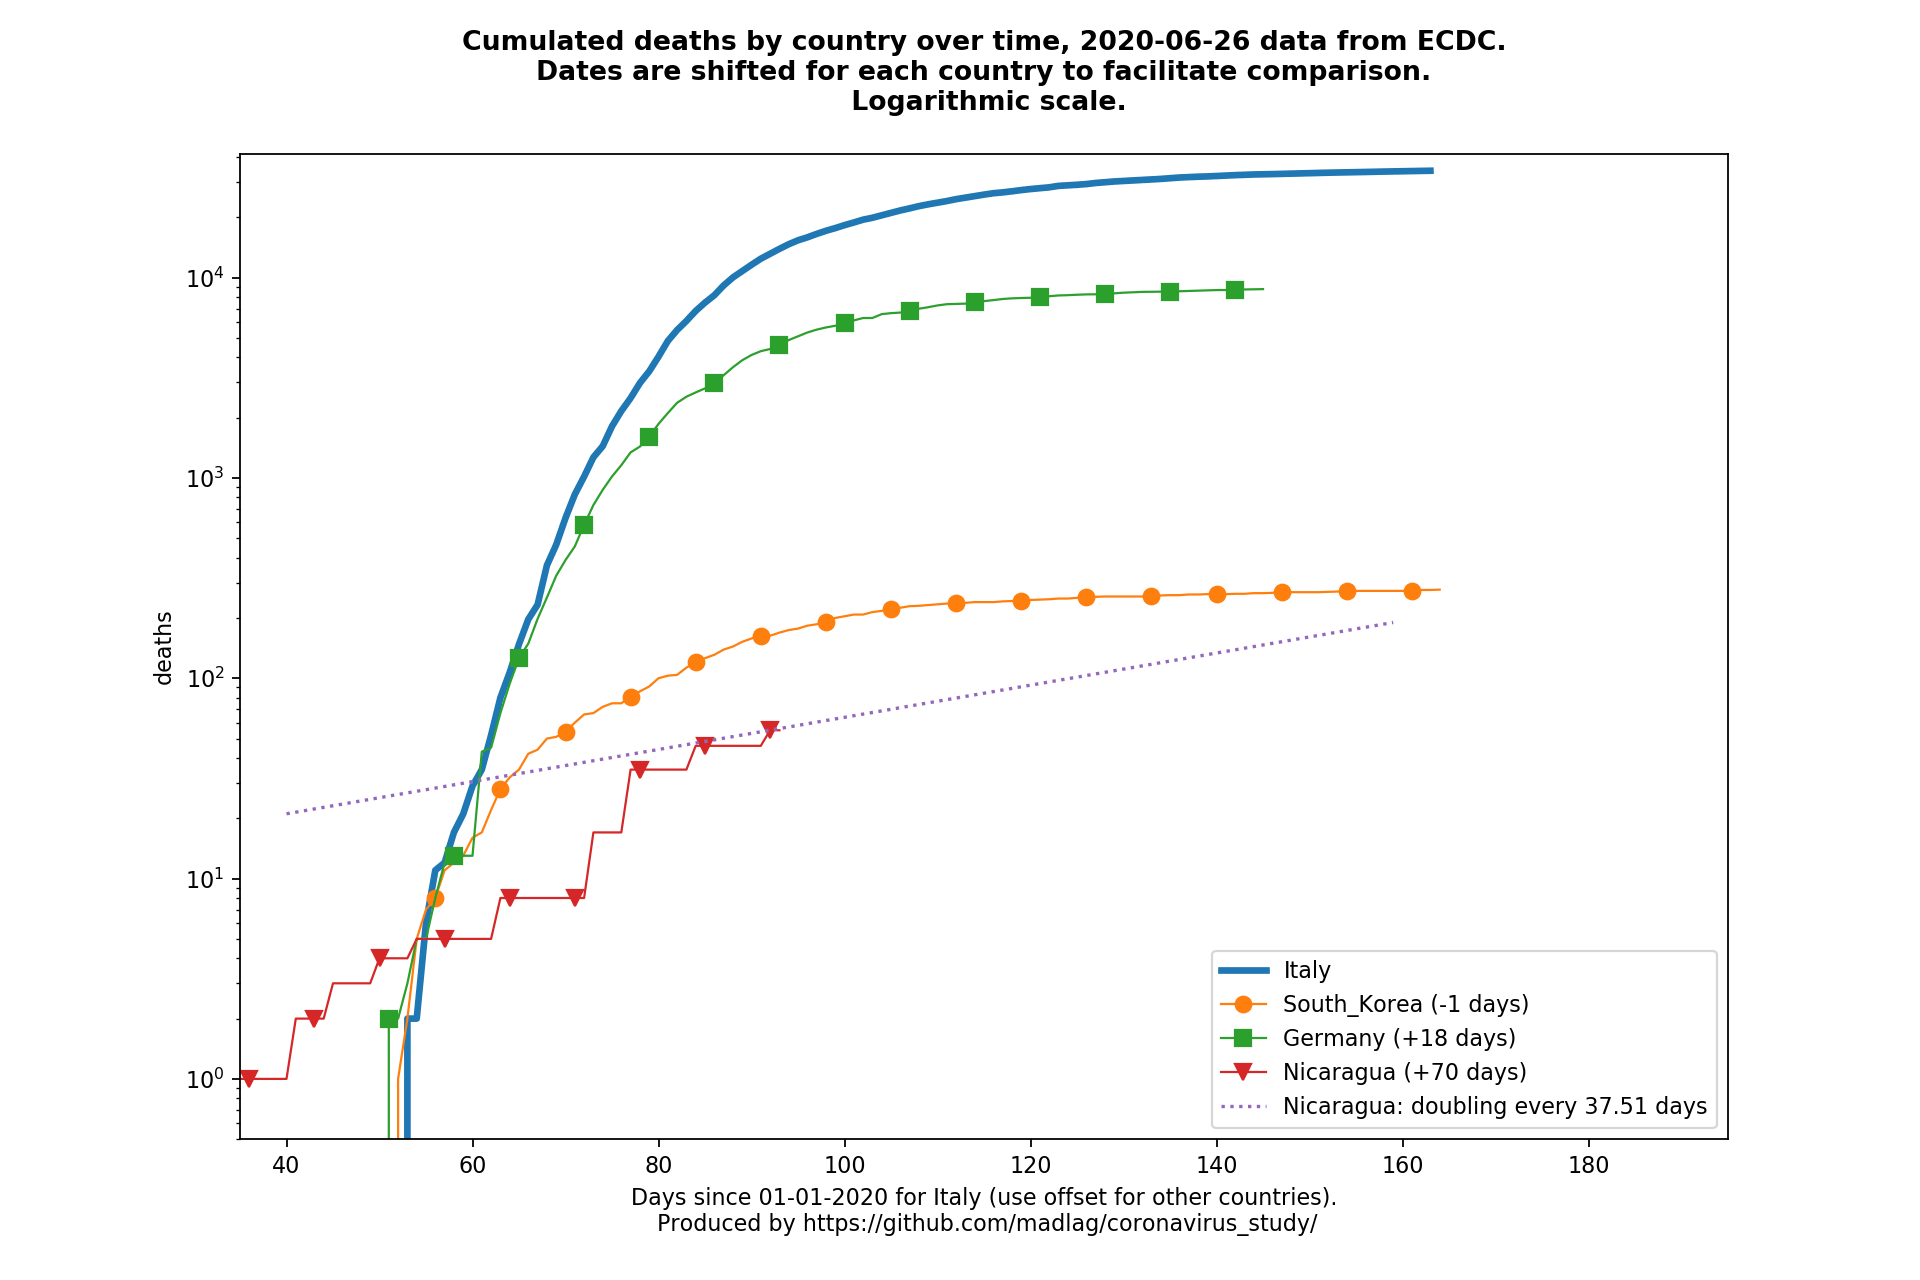 Cumulated deaths by country over time, 2020-06-26 data from ECDC.
Dates are shifted for each country to facilitate comparison.
Logarithmic scale.
deaths
10⁴
10³
10²
10¹
10⁰
40 60 80 100 120 140 160 180
Italy
South_Korea (-1 days)
Germany (+18 days)
Nicaragua (+70 days)
Nicaragua: doubling every 37.51 days
Days since 01-01-2020 for Italy (use offset for other countries).
Produced by https://github.com/madlag/coronavirus_study/